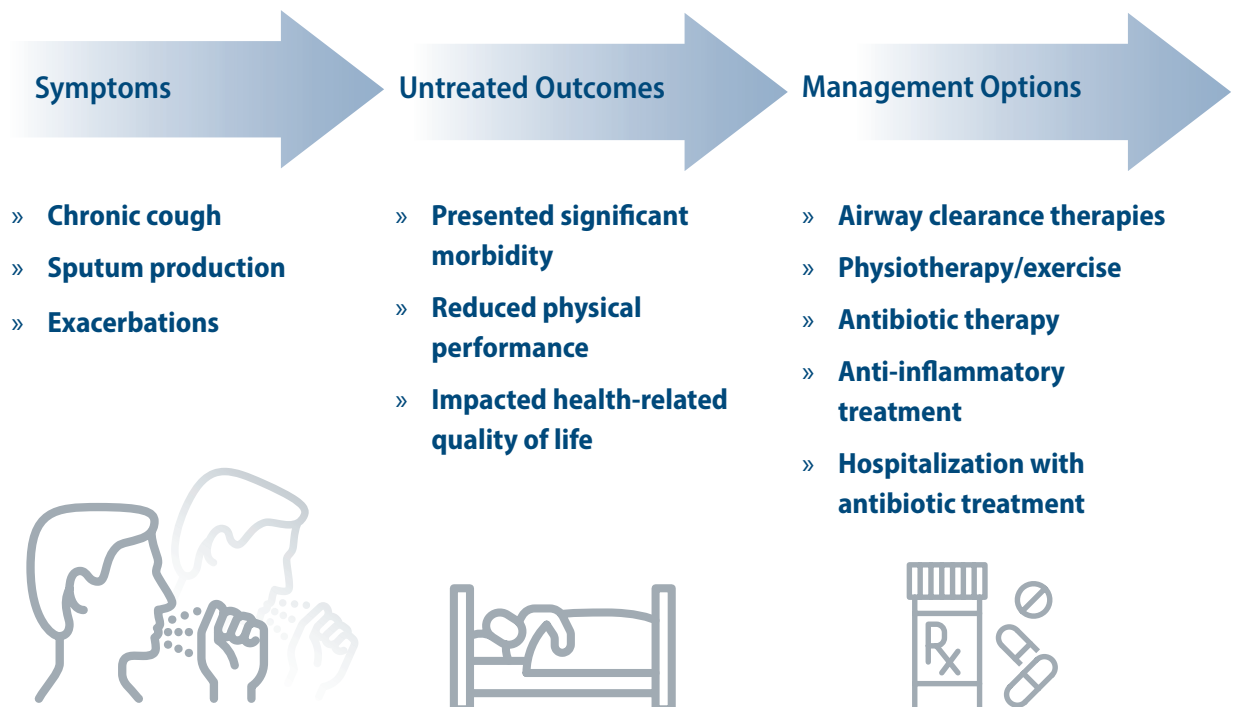 Symptoms
» Chronic cough
» Sputum production
» Exacerbations
Untreated Outcomes
» Presented significant
morbidity
» Reduced physical
performance
» Impacted health-related
quality of life
Management Options
» Airway clearance therapies
» Physiotherapy/exercise
» Antibiotic therapy
» Anti-inflammatory
treatment
» Hospitalization with
antibiotic treatment
Rx